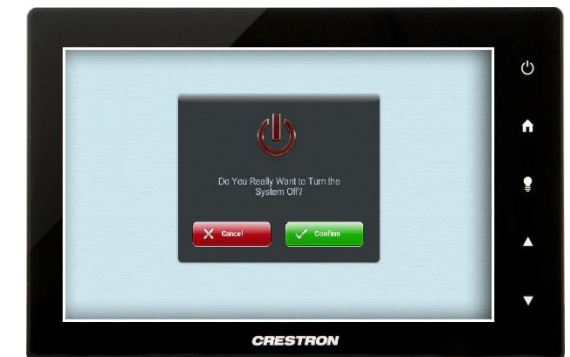 Do You Really Want to Turn the
System Off?
Cancel
Confirm
CRESTRON